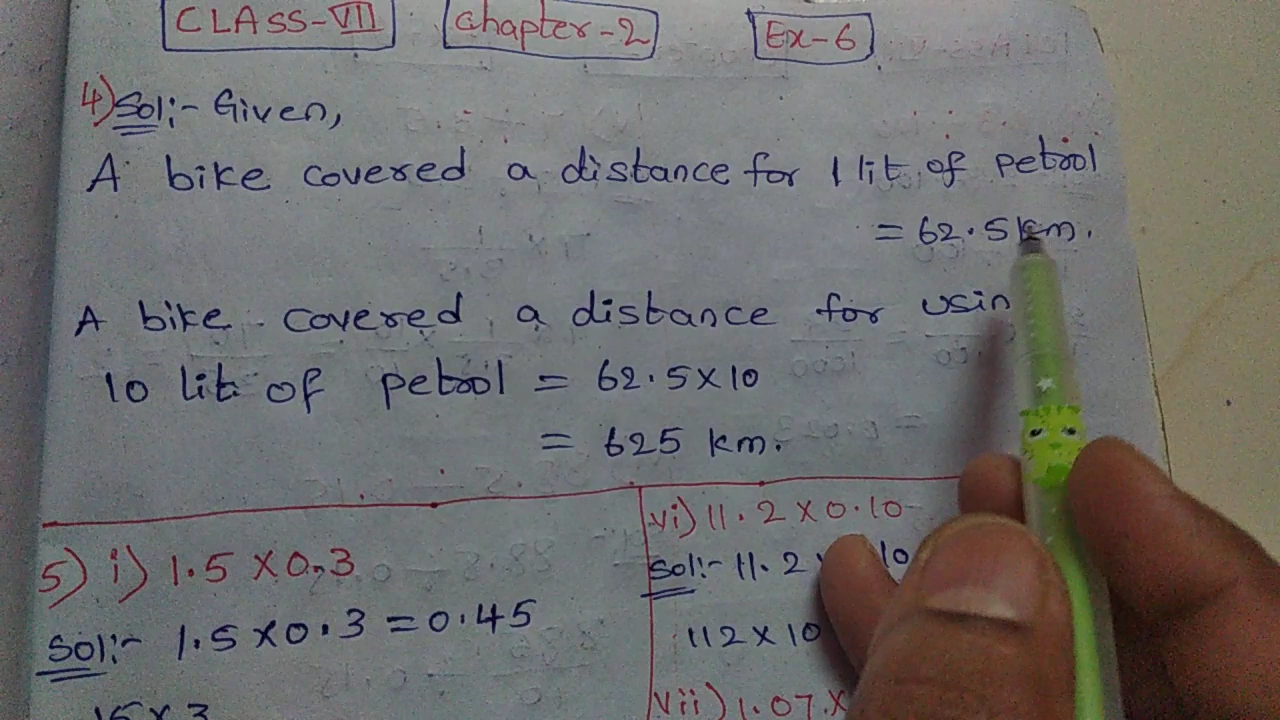 CLASS-VII Chapter-2 Ex-6
4) Sol:- Given,
A bike covered a distance for 1 lit of petrol
= 62.5 km.
A bike covered a distance for usin
10 lit of petrol = 62.5 x 10
= 625 km.
5) i) 1.5 x 0.3
Sol:- 1.5 x 0.3 = 0.45
15 x 3
vi) 11.2 x 0.10
Sol:- 11.2 x 10
112 x 10
vii) 1.07 x